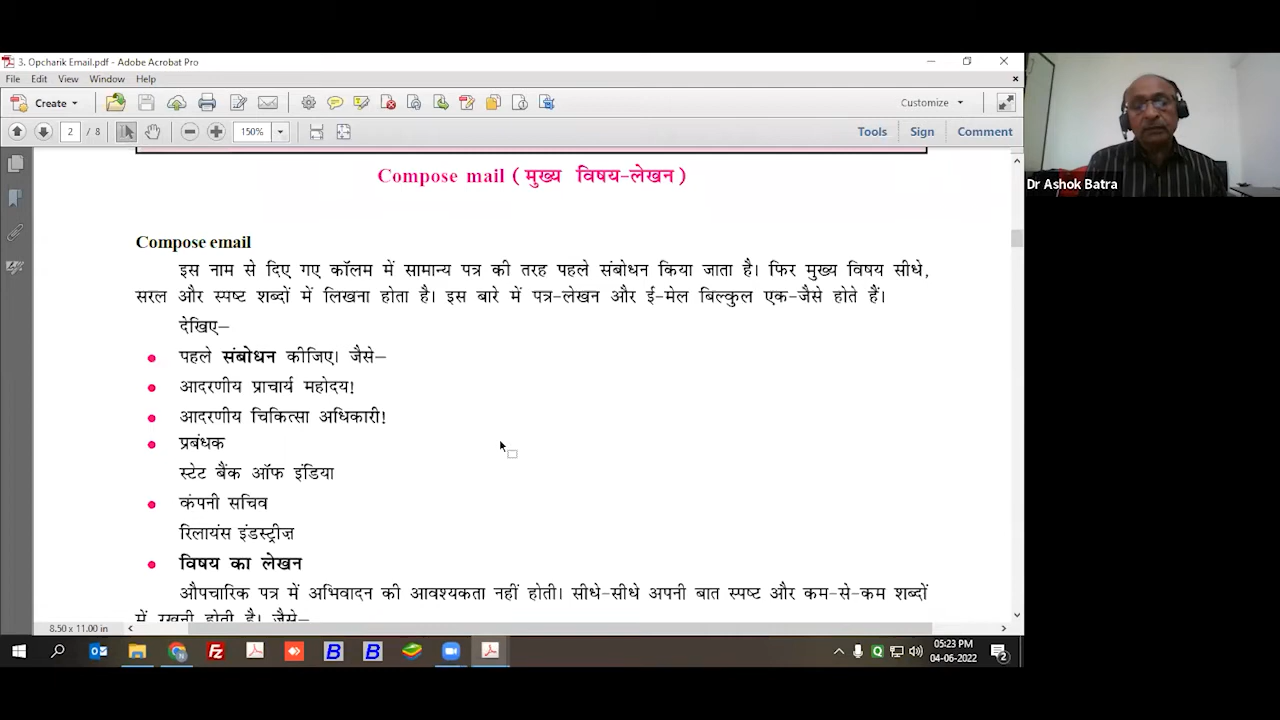 3. Opcharik Email.pdf - Adobe Acrobat Pro
File Edit View Window Help
Create Customize
2 / 8 150% Tools Sign Comment
Compose mail ( मुख्य विषय-लेखन )
Compose email
इस नाम से दिए गए कॉलम में सामान्य पत्र की तरह पहले संबोधन किया जाता है। फिर मुख्य विषय सीधे,
सरल और स्पष्ट शब्दों में लिखना होता है। इस बारे में पत्र-लेखन और ई-मेल बिल्कुल एक-जैसे होते हैं।
देखिए–
• पहले संबोधन कीजिए। जैसे–
• आदरणीय प्राचार्य महोदय!
• आदरणीय चिकित्सा अधिकारी!
• प्रबंधक
स्टेट बैंक ऑफ इंडिया
• कंपनी सचिव
रिलायंस इंडस्ट्रीज़
• विषय का लेखन
औपचारिक पत्र में अभिवादन की आवश्यकता नहीं होती। सीधे-सीधे अपनी बात स्पष्ट और कम-से-कम शब्दों
में रखनी होती है। जैसे–
8.50 x 11.00 in
Dr Ashok Batra
05:23 PM
04-06-2022
2